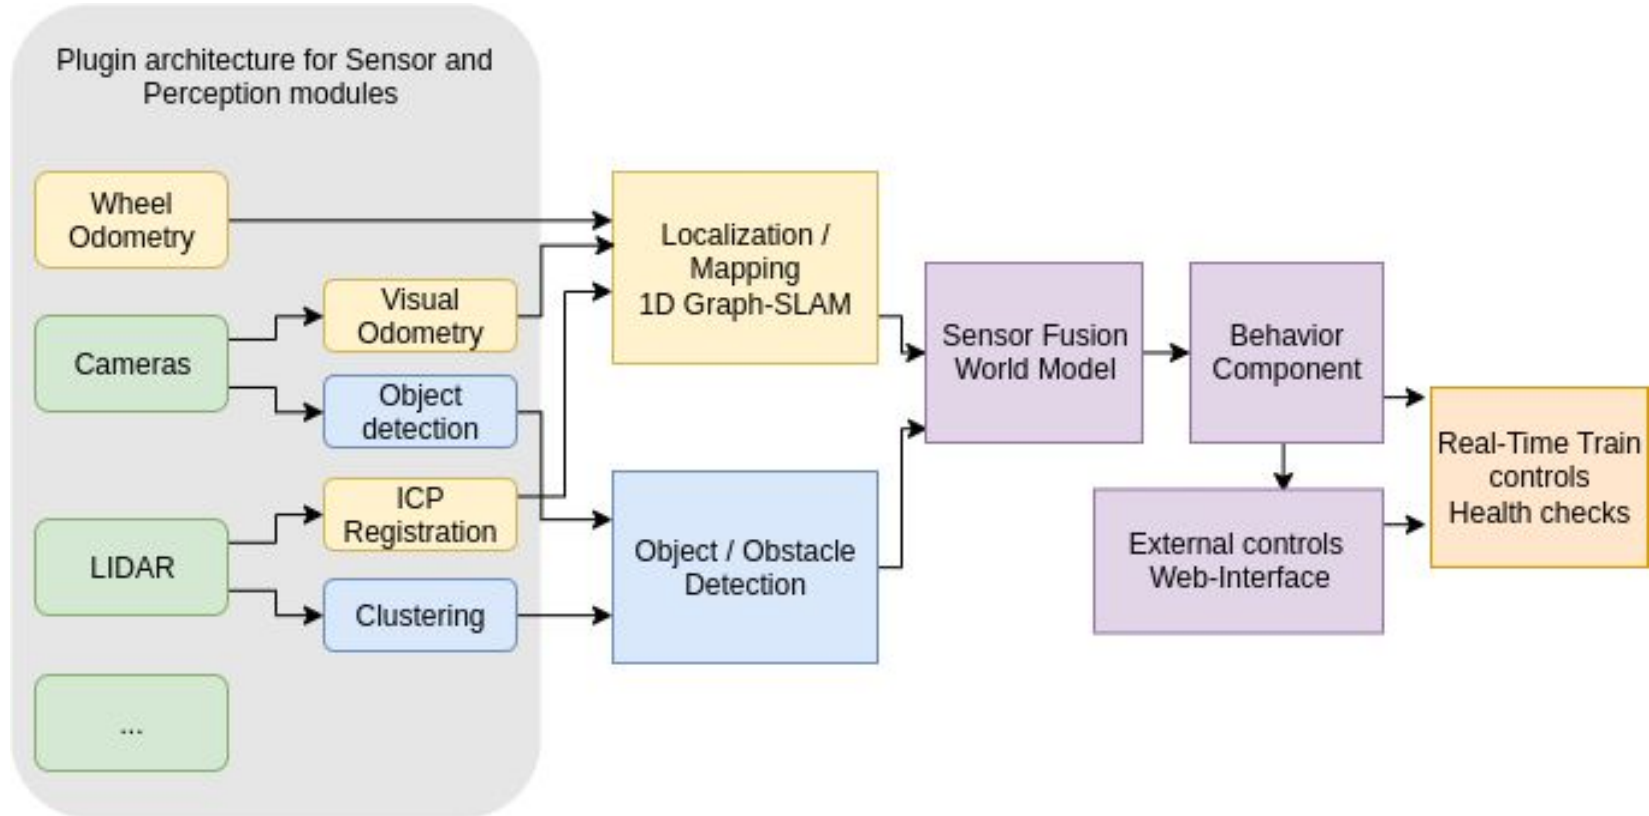 Plugin architecture for Sensor and
Perception modules
Wheel
Odometry
Cameras
LIDAR
...
Visual
Odometry
Object
detection
ICP
Registration
Clustering
Localization /
Mapping
1D Graph-SLAM
Object / Obstacle
Detection
Sensor Fusion
World Model
Behavior
Component
External controls
Web-Interface
Real-Time Train
controls
Health checks